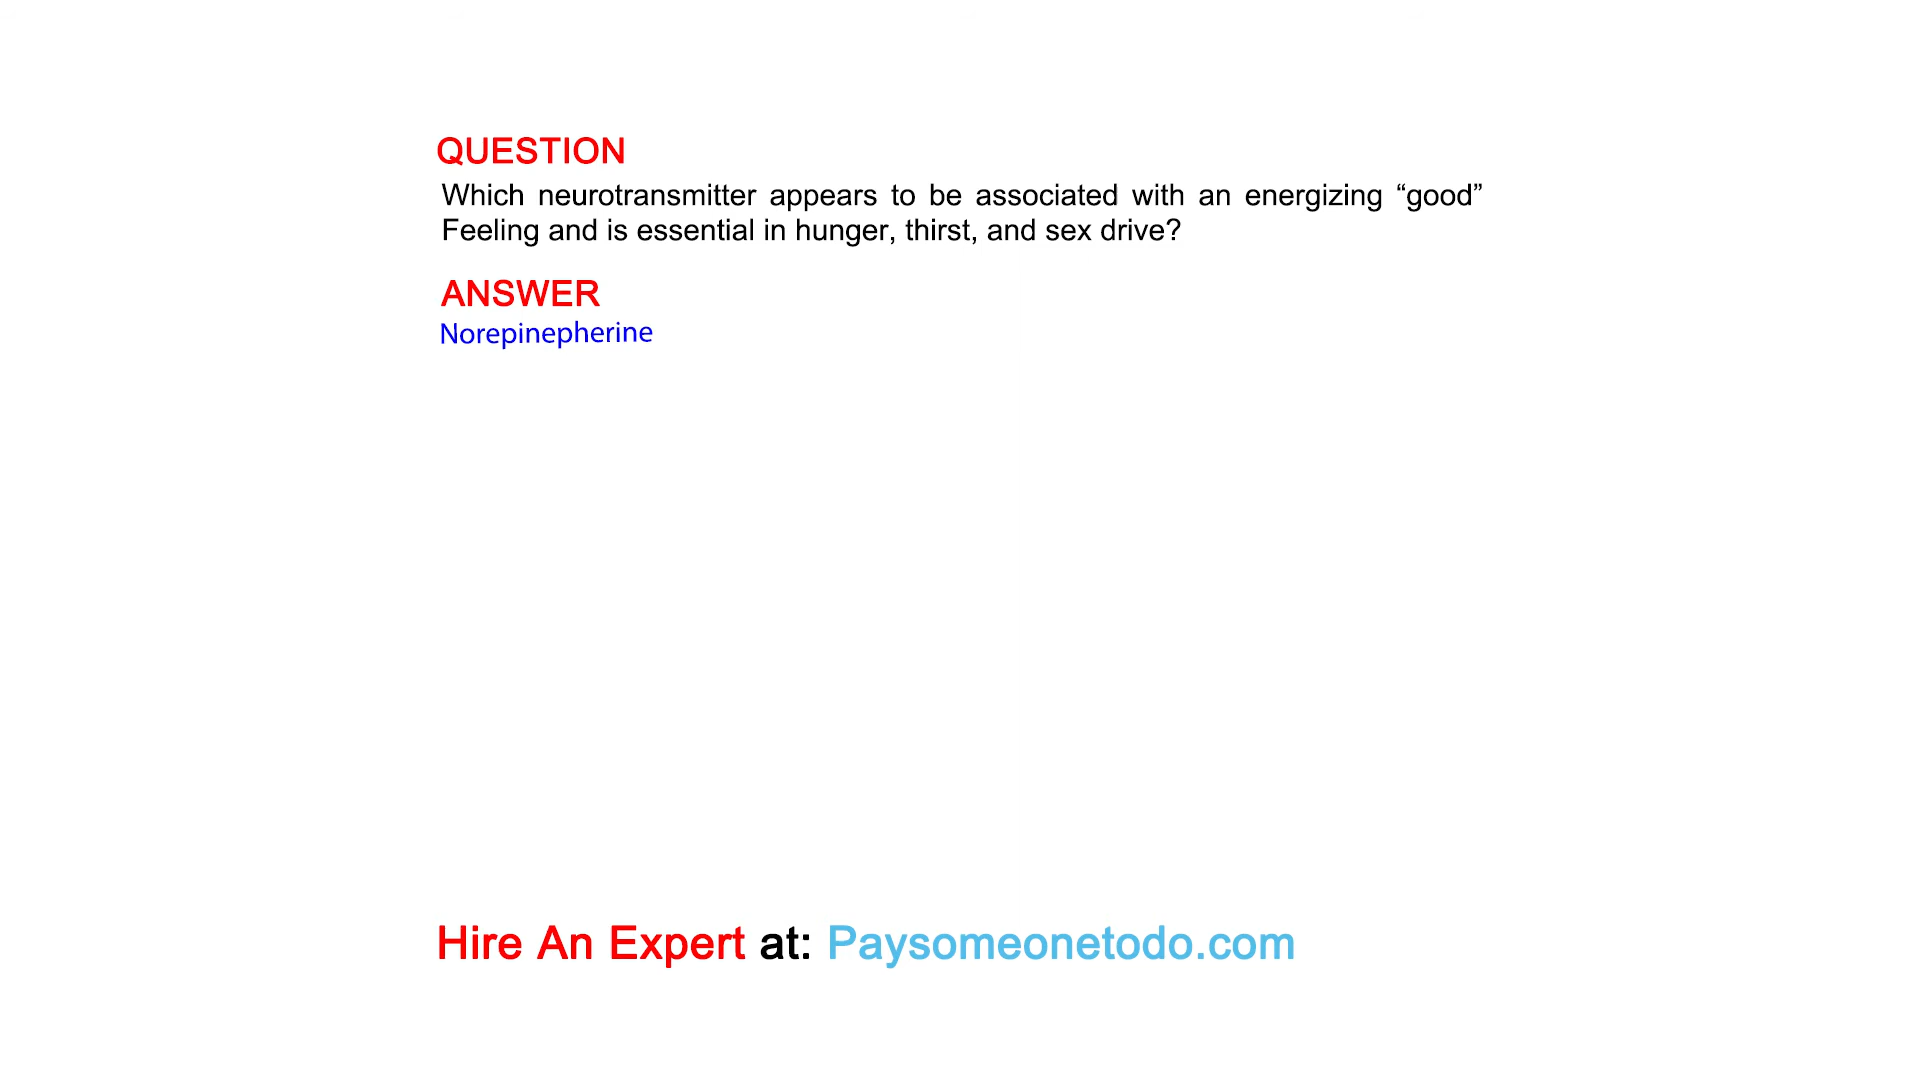 QUESTION
Which neurotransmitter appears to be associated with an energizing “good”
Feeling and is essential in hunger, thirst, and sex drive?
ANSWER
Norepinepherine
Hire An Expert at: Paysomeonetodo.com